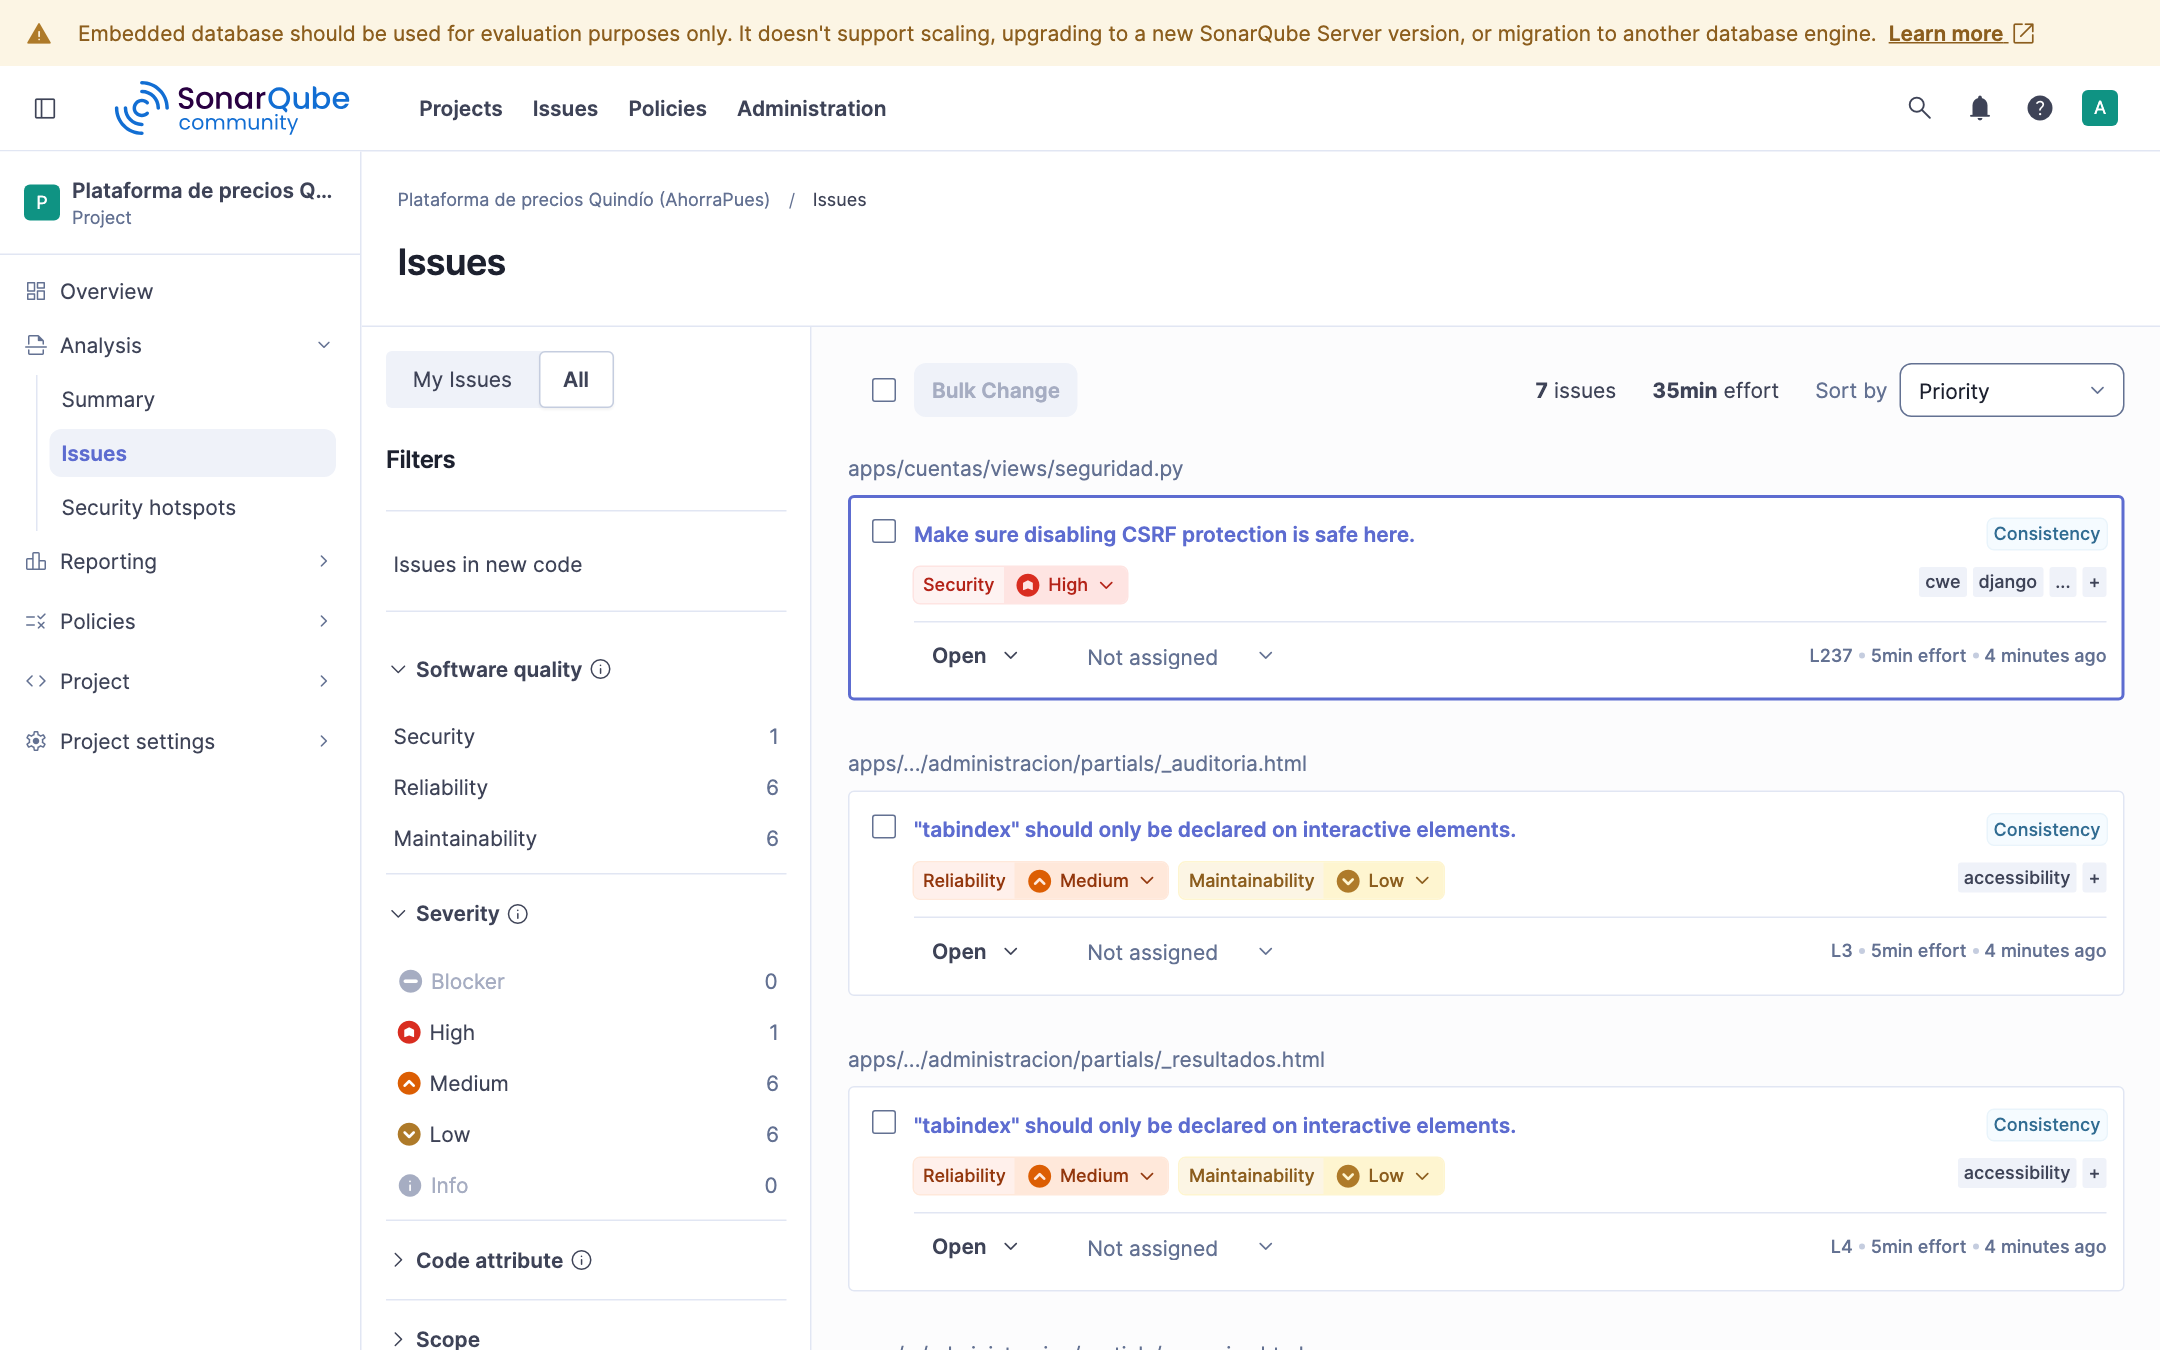 Embedded database should be used for evaluation purposes only. It doesn't support scaling, upgrading to a new SonarQube Server version, or migration to another database engine. Learn more
SonarQube community
Projects Issues Policies Administration
A
P
Plataforma de precios Q...
Project
Overview
Analysis
Summary
Issues
Security hotspots
Reporting
Policies
Project
Project settings
Plataforma de precios Quindío (AhorraPues) / Issues
Issues
My Issues All
Filters
Issues in new code
Software quality
Security 1
Reliability 6
Maintainability 6
Severity
Blocker 0
High 1
Medium 6
Low 6
Info 0
Code attribute
Scope
Bulk Change 7 issues 35min effort Sort by Priority
apps/cuentas/views/seguridad.py
Make sure disabling CSRF protection is safe here. Consistency
Security High cwe django ... +
Open Not assigned L237 • 5min effort • 4 minutes ago
apps/.../administracion/partials/_auditoria.html
"tabindex" should only be declared on interactive elements. Consistency
Reliability Medium Maintainability Low accessibility +
Open Not assigned L3 • 5min effort • 4 minutes ago
apps/.../administracion/partials/_resultados.html
"tabindex" should only be declared on interactive elements. Consistency
Reliability Medium Maintainability Low accessibility +
Open Not assigned L4 • 5min effort • 4 minutes ago